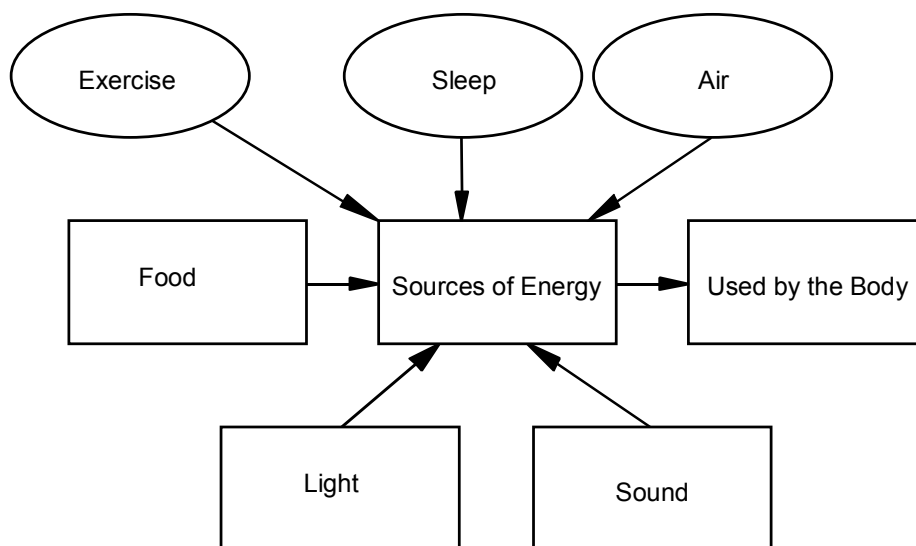 Exercise
Sleep
Air
Food
Sources of Energy
Used by the Body
Light
Sound